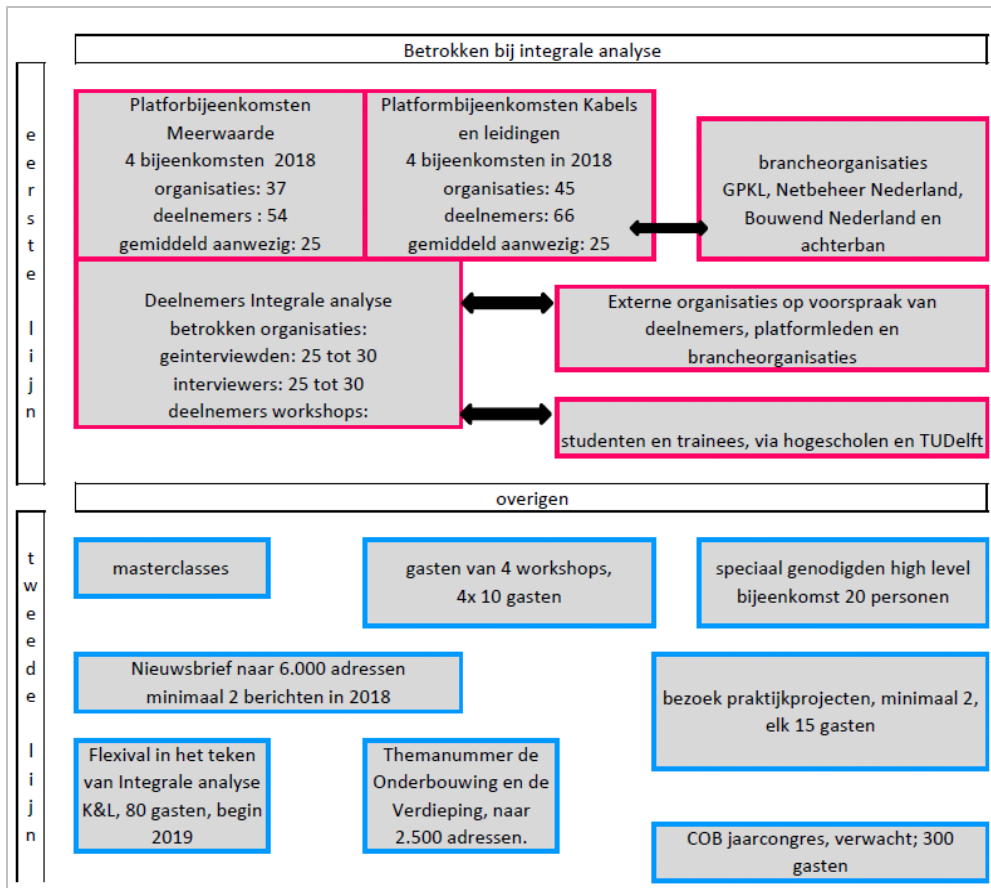 Betrokken bij integrale analyse
eerste lijn
Platforbijeenkomsten
Meerwaarde
4 bijeenkomsten 2018
organisaties: 37
deelnemers : 54
gemiddeld aanwezig: 25
Platformbijeenkomsten Kabels
en leidingen
4 bijeenkomsten in 2018
organisaties: 45
deelnemers: 66
gemiddeld aanwezig: 25
brancheorganisaties
GPKL, Netbeheer Nederland,
Bouwend Nederland en
achterban
Deelnemers Integrale analyse
betrokken organisaties:
geinterviewden: 25 tot 30
interviewers: 25 tot 30
deelnemers workshops:
Externe organisaties op voorspraak van
deelnemers, platformleden en
brancheorganisaties
studenten en trainees, via hogescholen en TUDelft
overigen
tweede lijn
masterclasses
gasten van 4 workshops,
4x 10 gasten
speciaal genodigden high level
bijeenkomst 20 personen
Nieuwsbrief naar 6.000 adressen
minimaal 2 berichten in 2018
bezoek praktijkprojecten, minimaal 2,
elk 15 gasten
Flexival in het teken
van Integrale analyse
K&L, 80 gasten, begin
2019
Themanummer de
Onderbouwing en de
Verdieping, naar
2.500 adressen.
COB jaarcongres, verwacht; 300
gasten